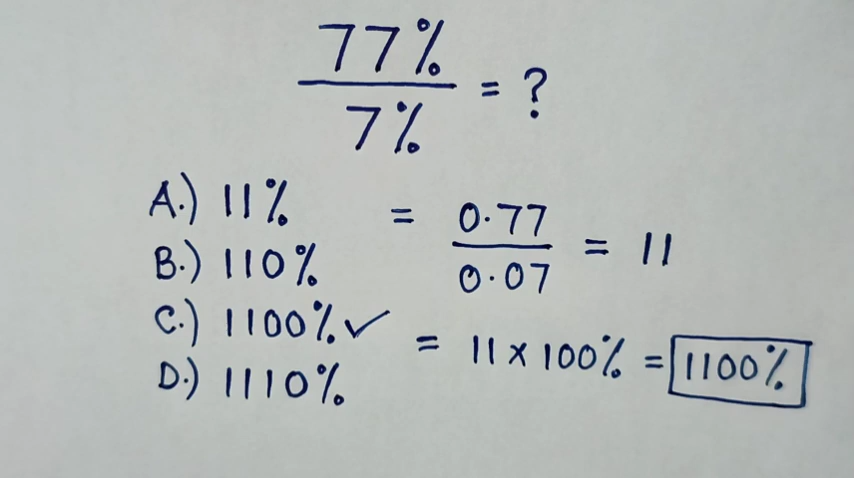 77%
7%
= ?
A.) 11%
B.) 110%
C.) 1100% ✓
D.) 1110%
= 0.77
0.07
= 11
= 11 × 100% = 1100%